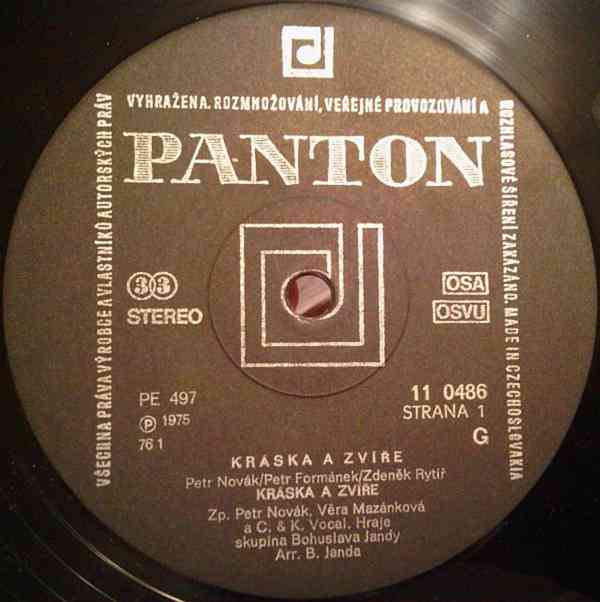 VŠECHNA PRÁVA VÝROBCE A VLASTNÍKŮ AUTORSKÝCH PRÁV
VYHRAŽENA. ROZMNOŽOVÁNÍ, VEŘEJNÉ PROVOZOVÁNÍ A
ROZHLASOVÉ ŠÍŘENÍ ZAKÁZÁNO. MADE IN CZECHOSLOVAKIA
PANTON
33
STEREO
OSA
OSVU
PE 497
Ⓟ 1975
76 1
11 0486
STRANA 1
G
KRÁSKA A ZVÍŘE
Petr Novák/Petr Formánek/Zdeněk Rytíř
KRÁSKA A ZVÍŘE
Zp. Petr Novák, Věra Mazánková
a C. & K. Vocal. Hraje
skupina Bohuslava Jandy
Arr. B. Janda